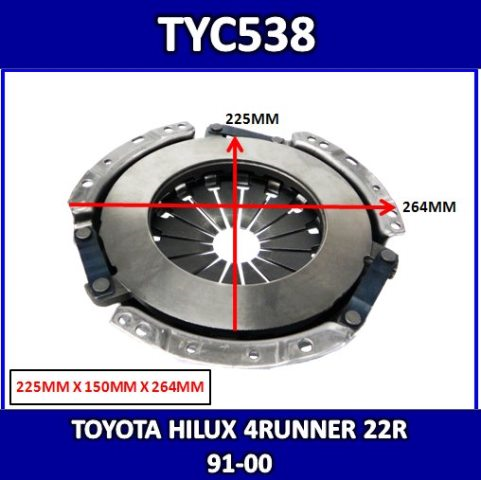 TYC538
225MM
264MM
225MM X 150MM X 264MM
TOYOTA HILUX 4RUNNER 22R
91-00